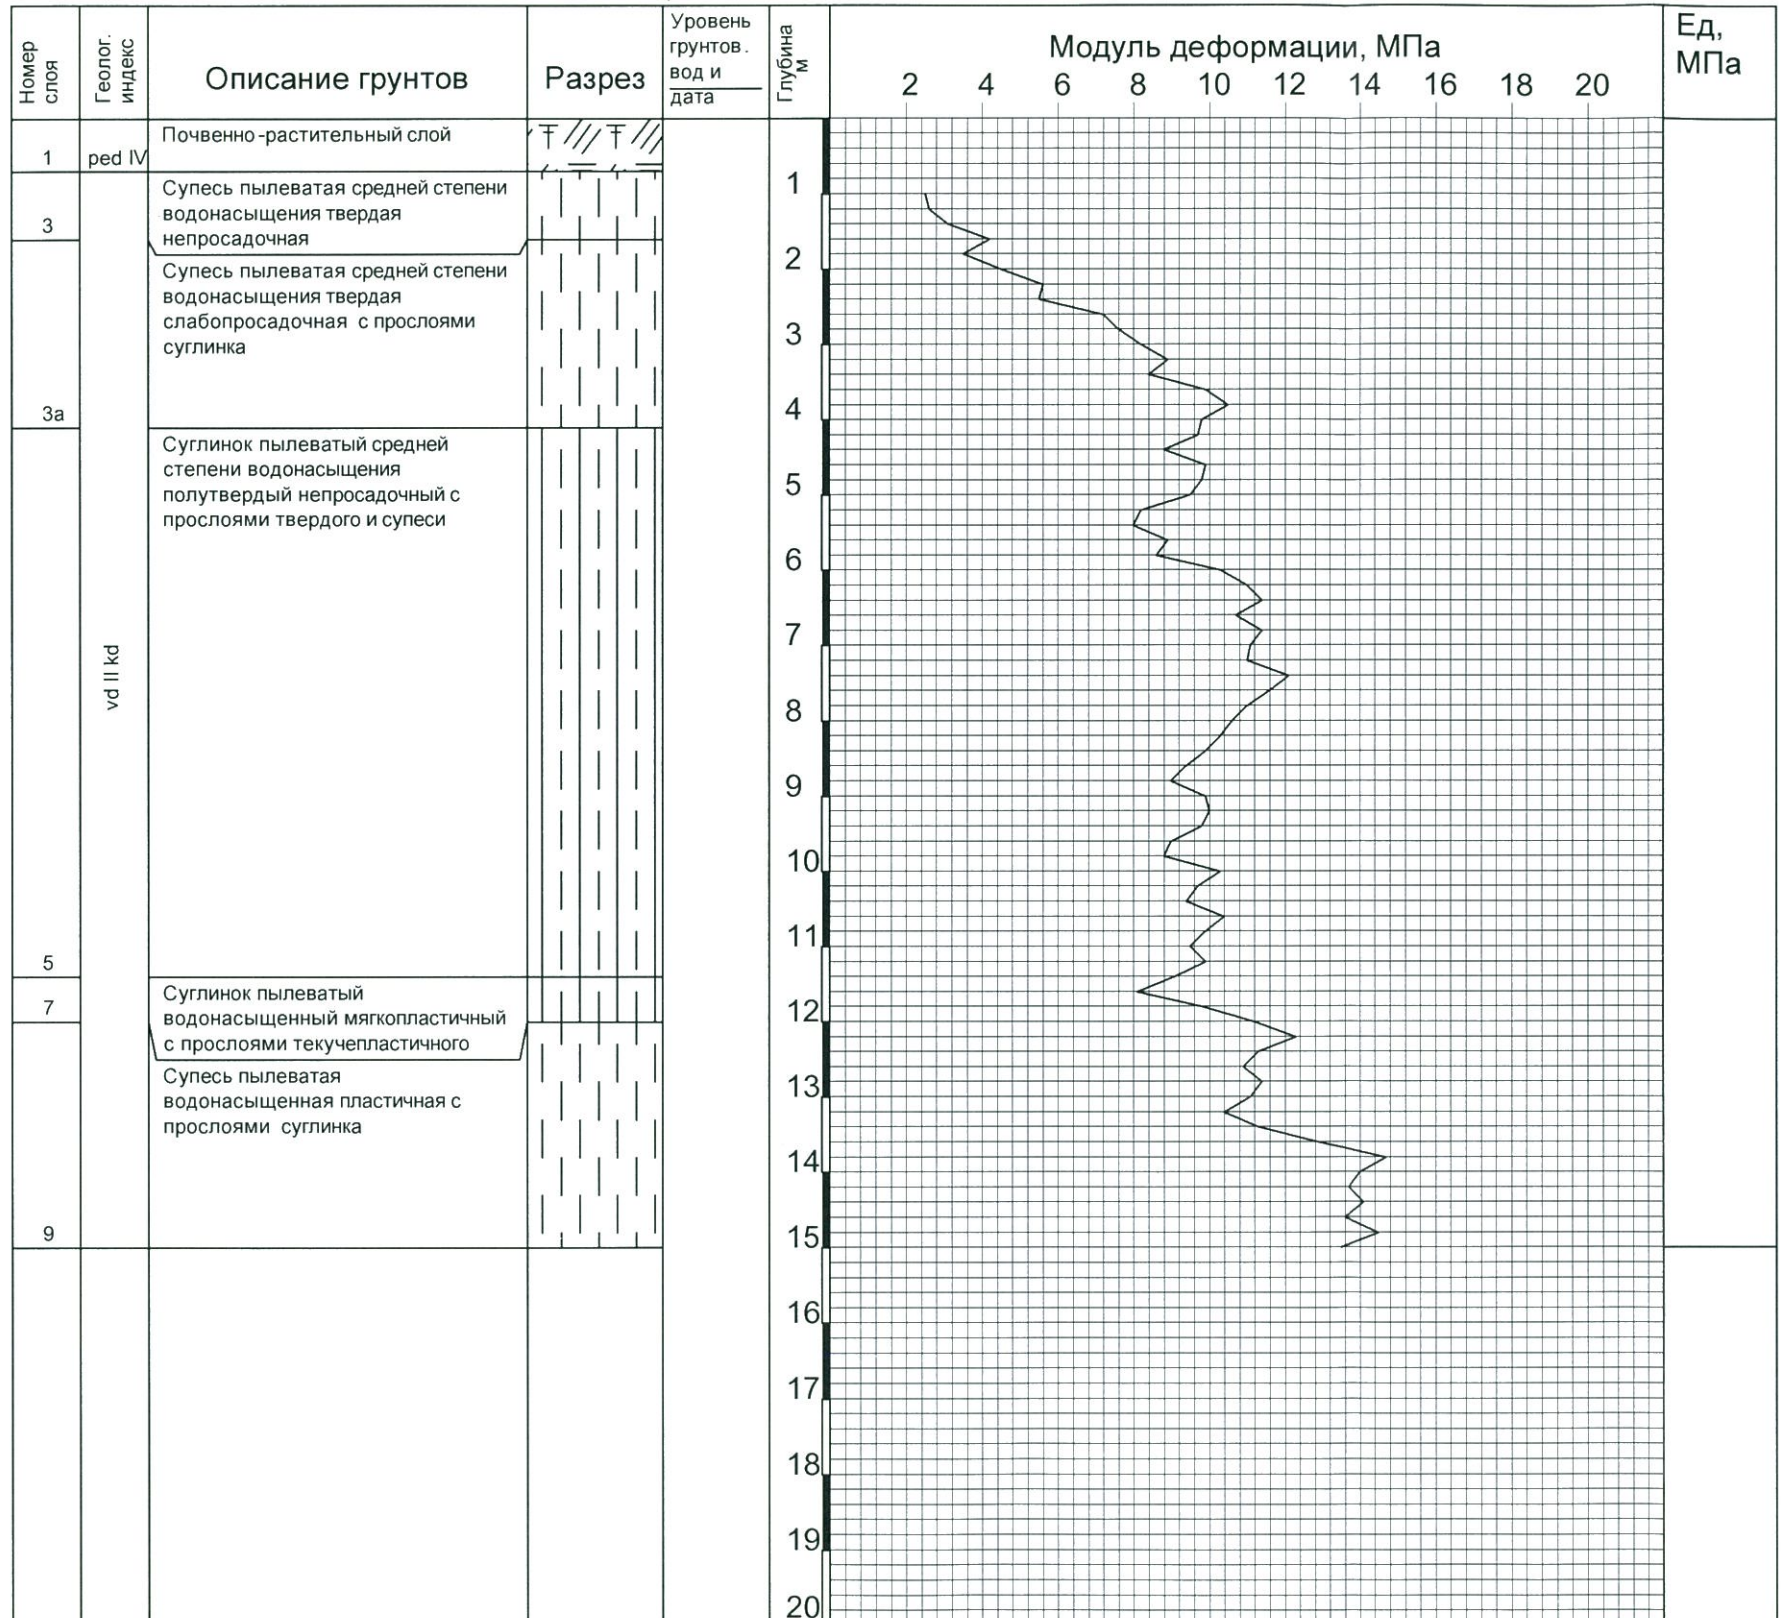 Номер
слоя
Геолог.
индекс
Описание грунтов
Разрез
Уровень
грунтов.
вод и
дата
Глубина
м
Модуль деформации, МПа
2 4 6 8 10 12 14 16 18 20
Ед,
МПа
1
ped IV
Почвенно-растительный слой
3
Супесь пылеватая средней степени
водонасыщения твердая
непросадочная
3а
Супесь пылеватая средней степени
водонасыщения твердая
слабопросадочная с прослоями
суглинка
vd II kd
5
Суглинок пылеватый средней
степени водонасыщения
полутвердый непросадочный с
прослоями твердого и супеси
7
Суглинок пылеватый
водонасыщенный мягкопластичный
с прослоями текучепластичного
9
Супесь пылеватая
водонасыщенная пластичная с
прослоями суглинка
1
2
3
4
5
6
7
8
9
10
11
12
13
14
15
16
17
18
19
20